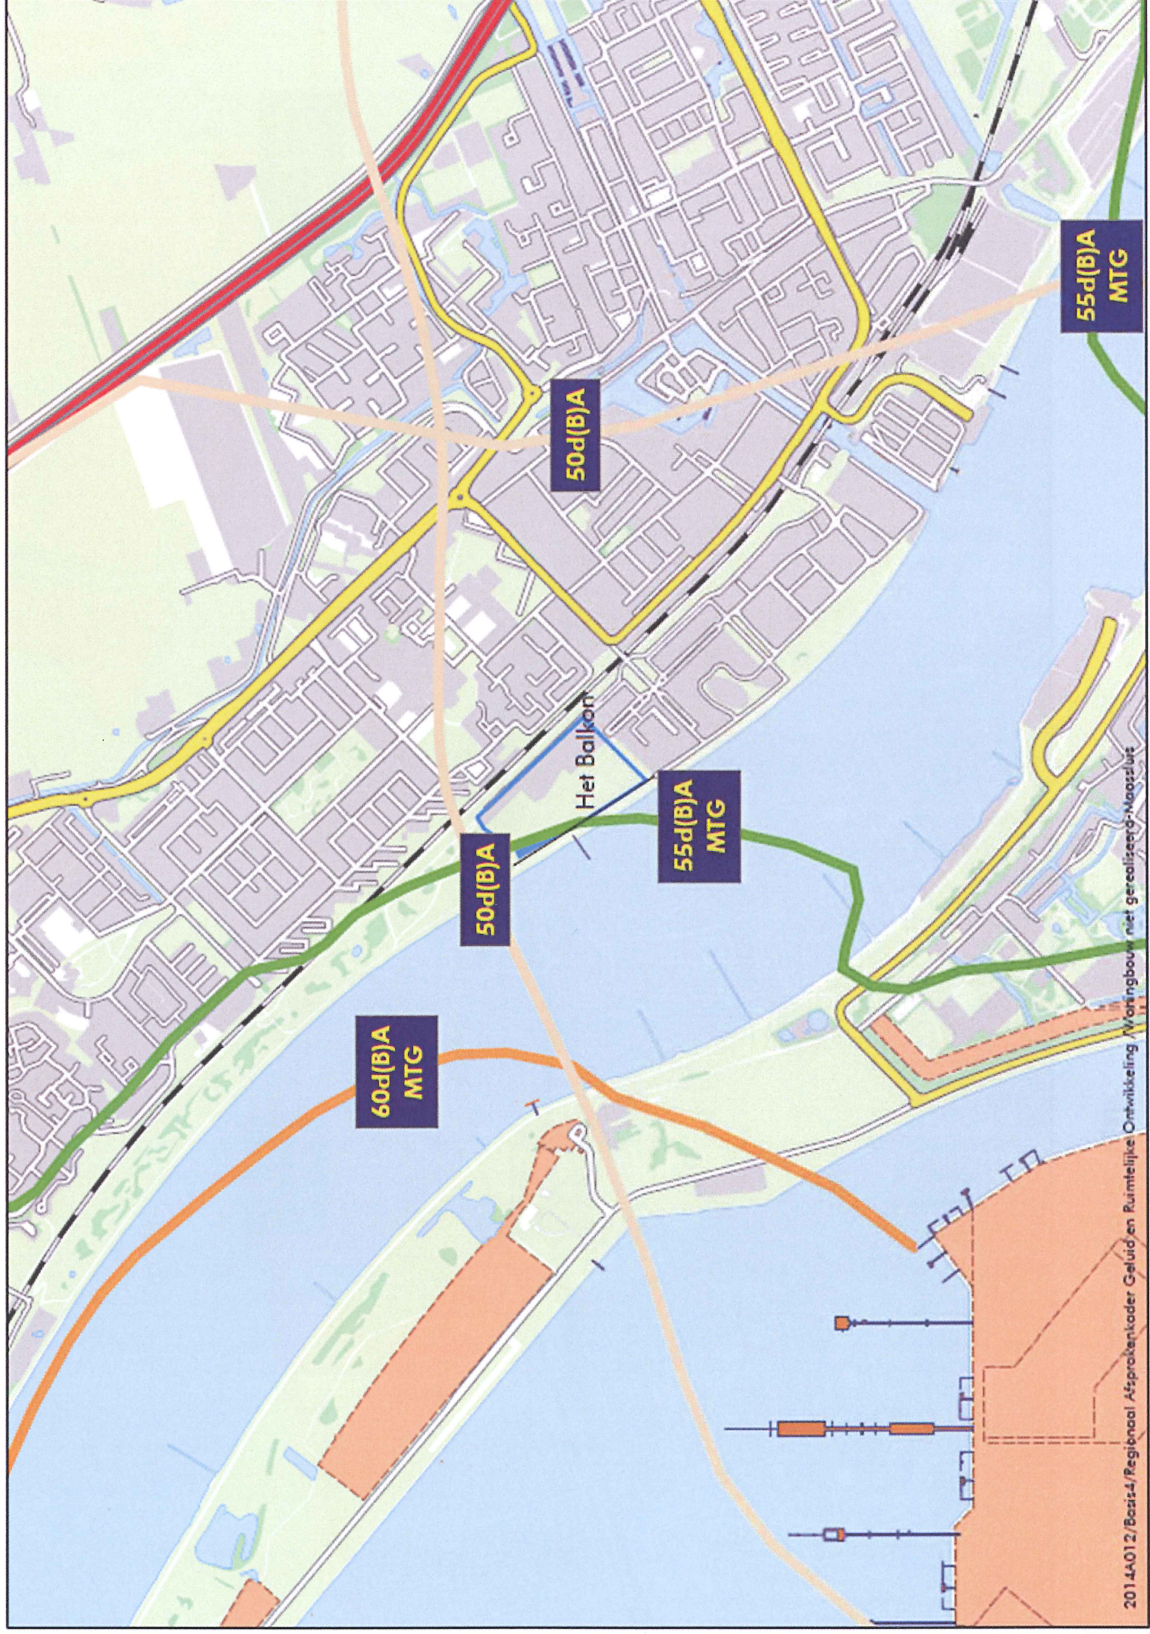 50d(B)A
55d(B)A
MTG
Het Balkon
50d(B)A
55d(B)A
MTG
60d(B)A
MTG
2014A012/Basis4/Regionaal Afsprakenkader Geluid en Ruimtelijke Ontwikkeling /Woningbouw niet gerealiseerd-Maassluis